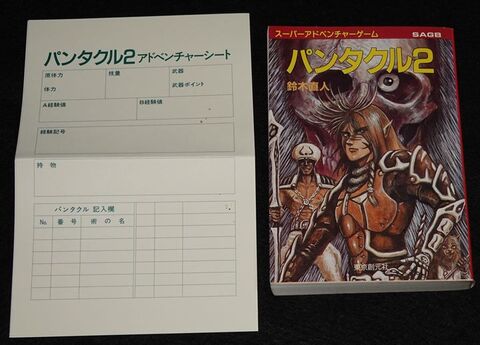 パンタクル2アドベンチャーシート
原体力
技量
武器
体力
武器ポイント
A経験値
B経験値
経験記号
持物
パンタクル 記入欄
No.
番号
術の名
スーパーアドベンチャーゲーム
SAGB
パンタクル2
鈴木直人
東京創元社